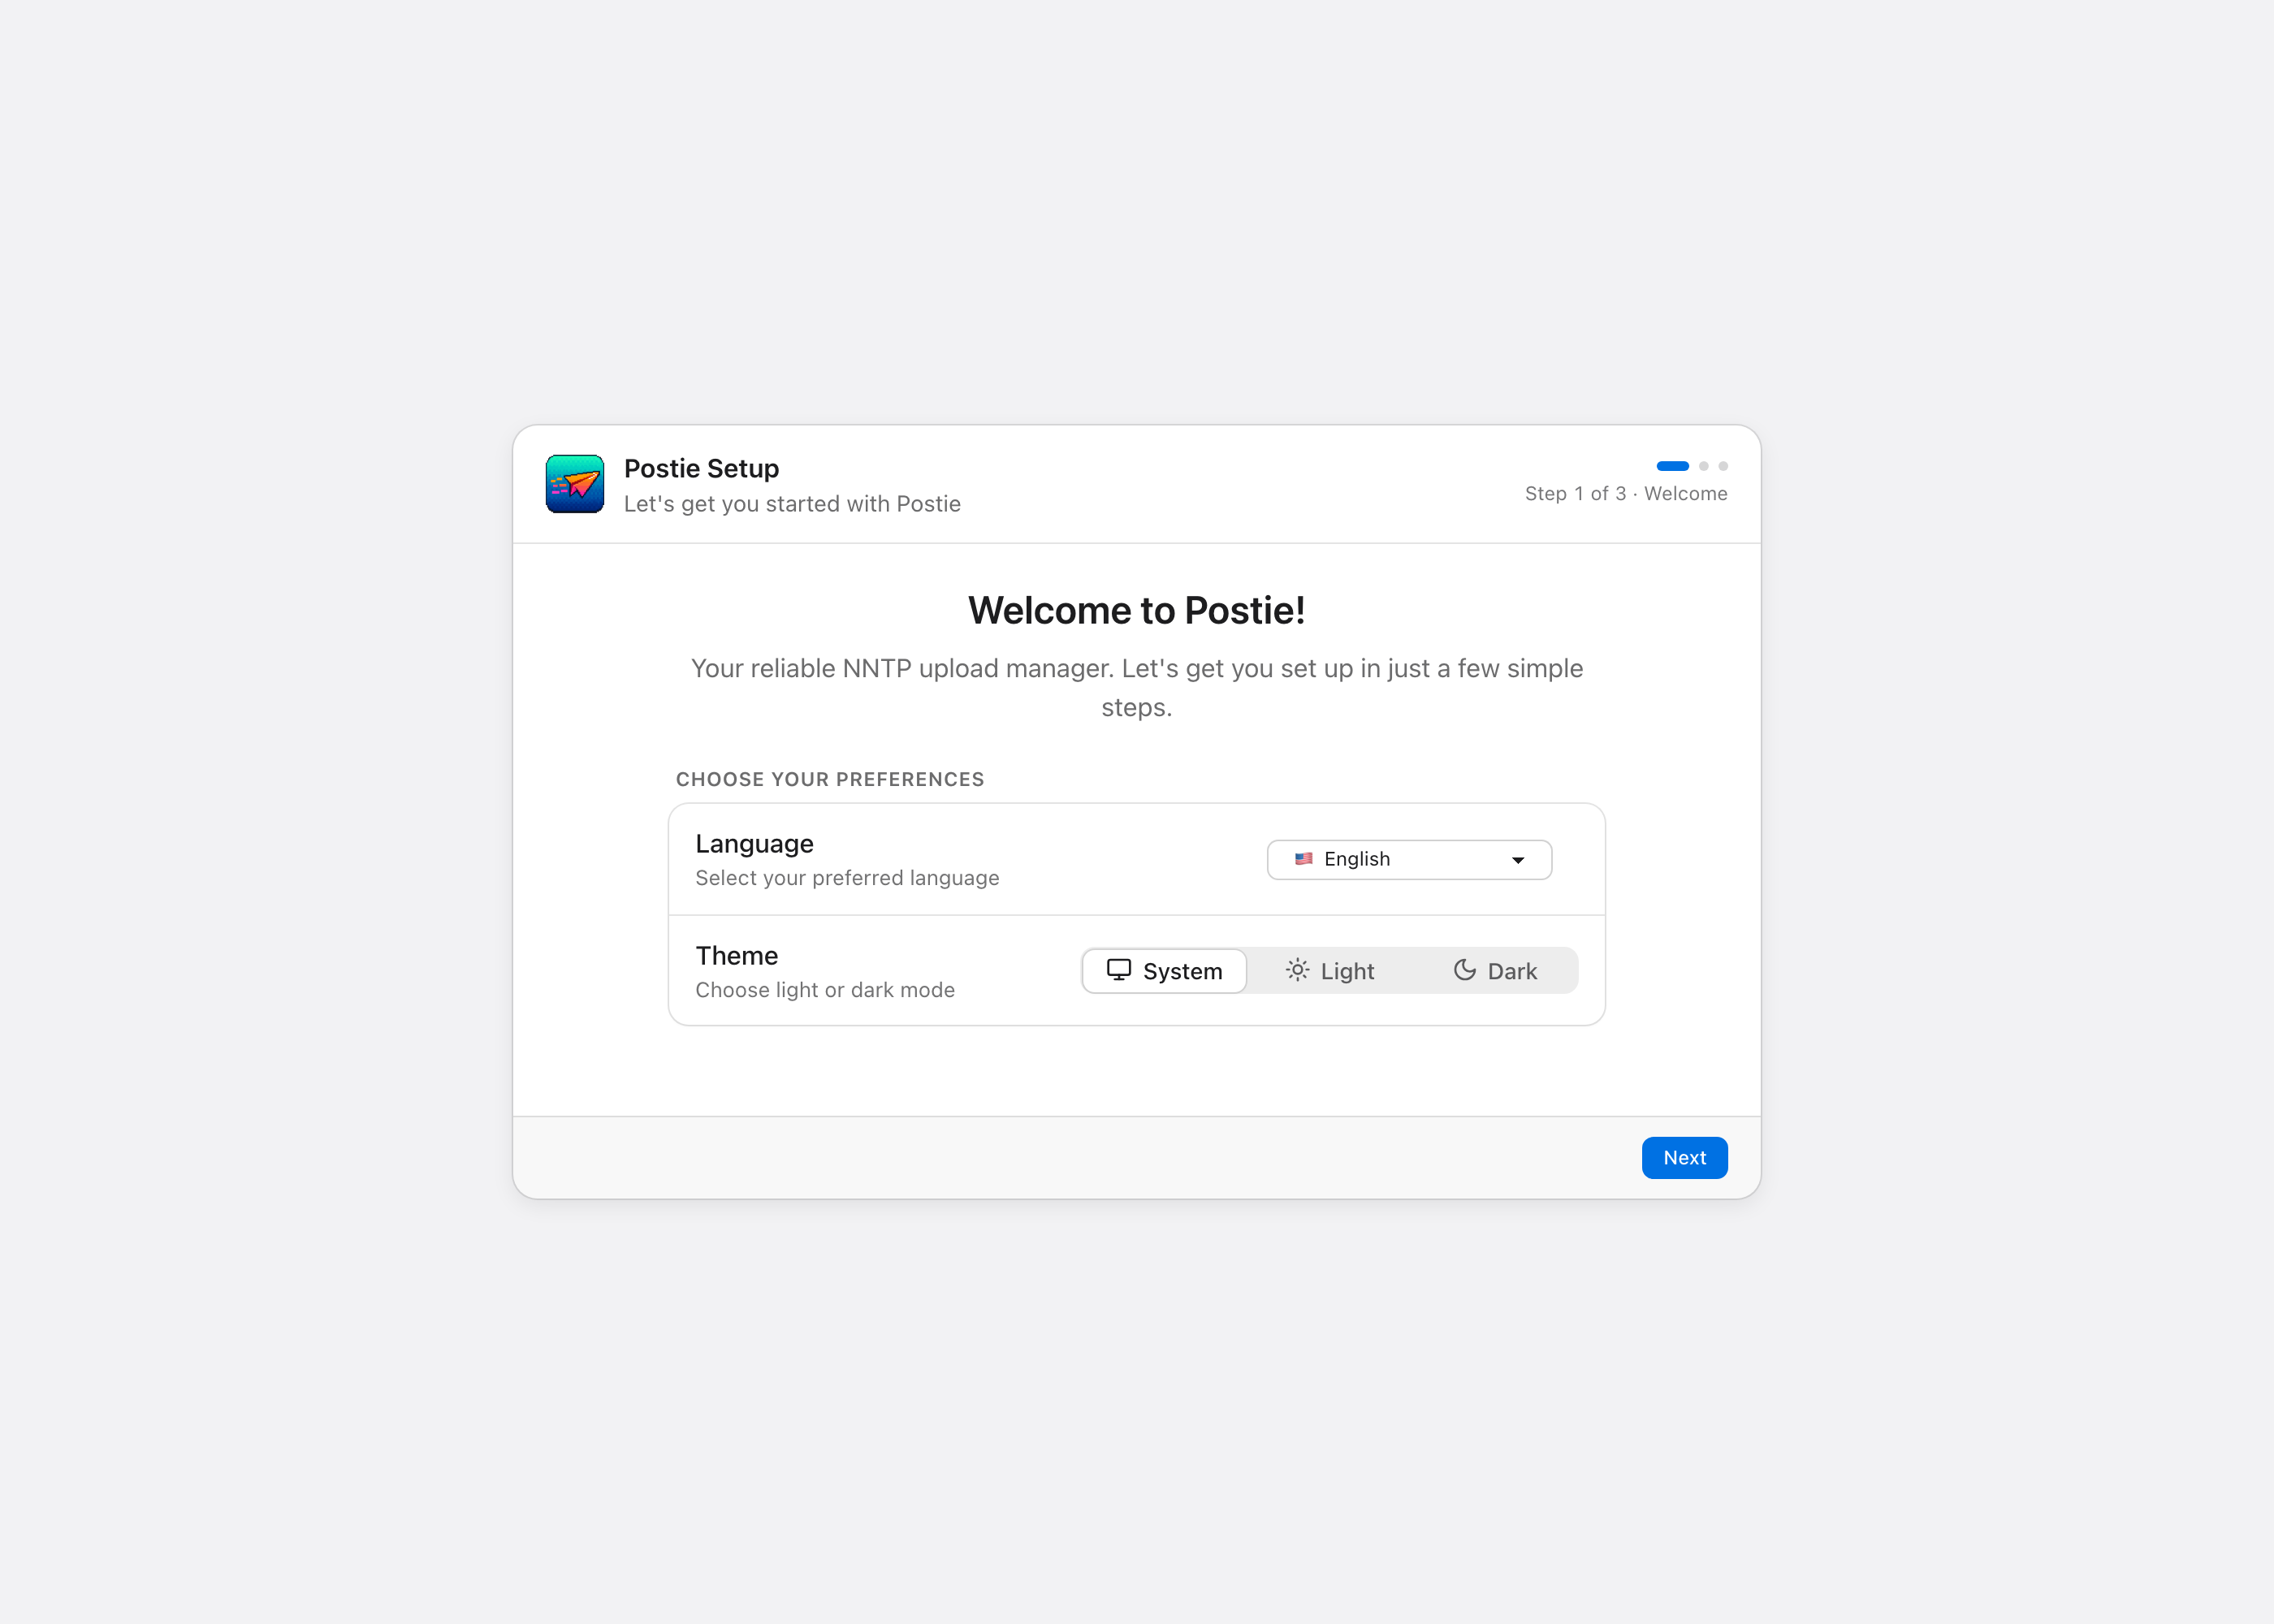 Postie Setup
Let's get you started with Postie
Step 1 of 3 · Welcome
Welcome to Postie!
Your reliable NNTP upload manager. Let's get you set up in just a few simple
steps.
CHOOSE YOUR PREFERENCES
Language
Select your preferred language
English
Theme
Choose light or dark mode
System
Light
Dark
Next